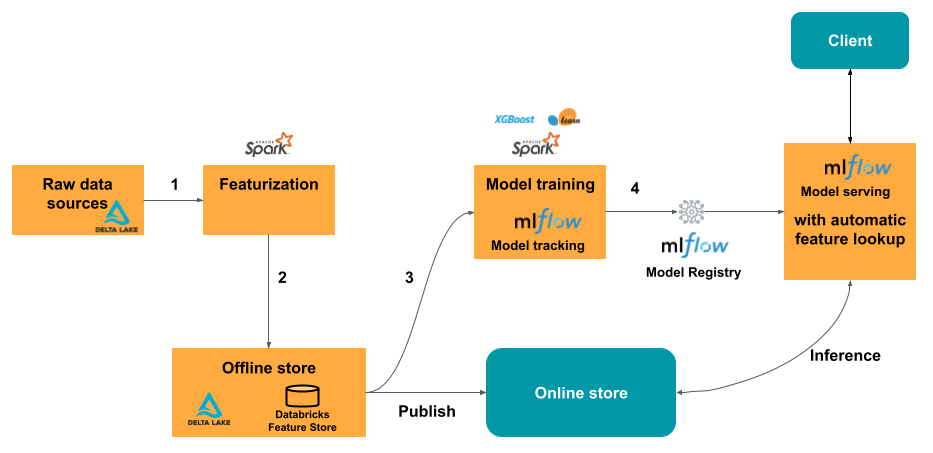 Client
XGBoost
learn
APACHE
Spark
APACHE
Spark
Raw data
sources
DELTA LAKE
1
Featurization
Model training
mlflow
Model tracking
4
mlflow
Model Registry
mlflow
Model serving
with automatic
feature lookup
2
3
Offline store
DELTA LAKE
Databricks
Feature Store
Publish
Online store
Inference